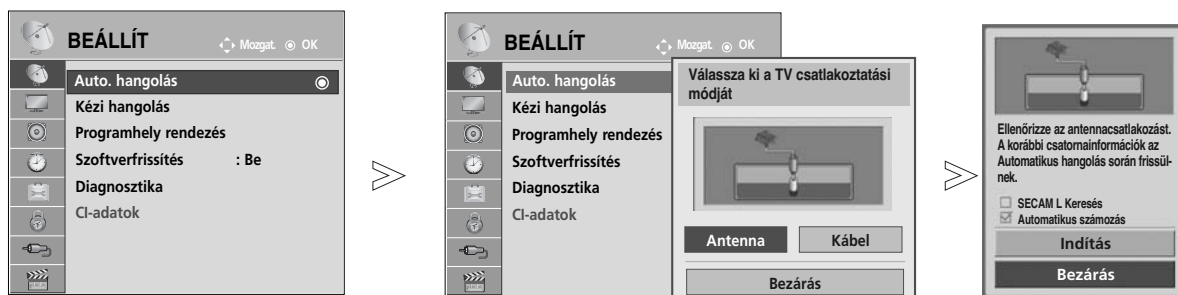 BEÁLLÍT
Mozgat. OK
Auto. hangolás
Kézi hangolás
Programhely rendezés
Szoftverfrissítés : Be
Diagnosztika
CI-adatok
BEÁLLÍT
Mozgat. OK
Auto. hangolás
Kézi hangolás
Programhely rendezés
Szoftverfrissítés
Diagnosztika
CI-adatok
Válassza ki a TV csatlakoztatási
módját
Antenna Kábel
Bezárás
Ellenőrizze az antennacsatlakozást.
A korábbi csatornainformációk az
Automatikus hangolás során frissül-
nek.
SECAM L Keresés
Automatikus számozás
Indítás
Bezárás